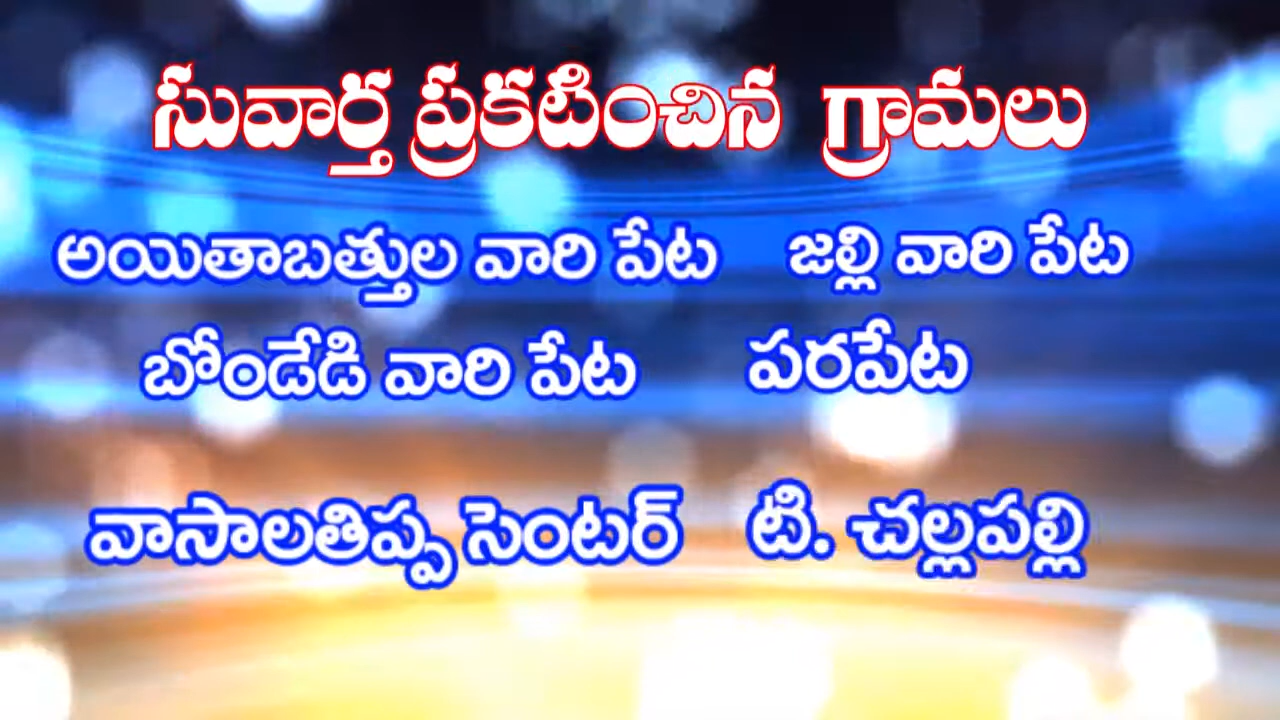 సువార్త ప్రకటించిన గ్రామలు
అయితాబత్తుల వారి పేట జల్లి వారి పేట
బోండేడి వారి పేట పరపేట
వాసాలతిప్ప సెంటర్ టి. చల్లపల్లి